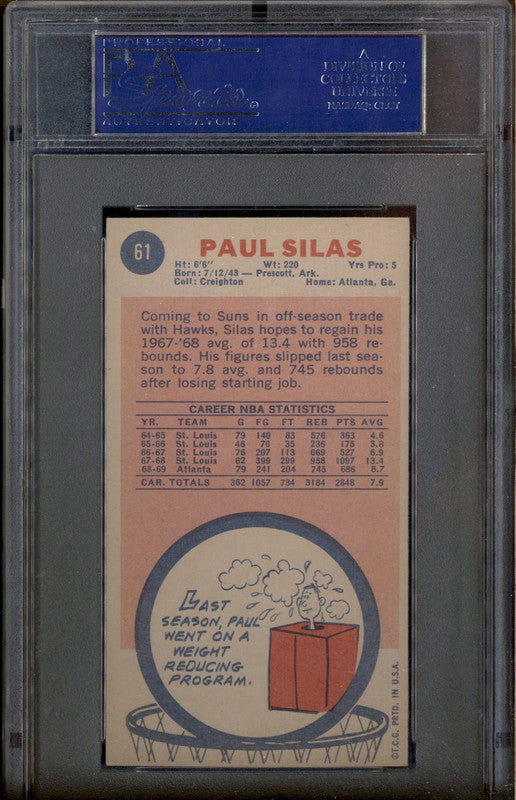 PROFESSIONAL
PSA
AUTHENTICATOR
A
DIVISION OF
COLLECTORS
UNIVERSE
NASDAQ: CLCT
61
PAUL SILAS
Ht: 6'6" Wt: 220 Yrs Pro: 5
Born: 7/12/43 — Prescott, Ark.
Coll: Creighton Home: Atlanta, Ga.
Coming to Suns in off-season trade
with Hawks, Silas hopes to regain his
1967-'68 avg. of 13.4 with 958 re-
bounds. His figures slipped last sea-
son to 7.8 avg. and 745 rebounds
after losing starting job.
CAREER NBA STATISTICS
YR. TEAM G FG FT REB PTS AVG
64-65 St. Louis 79 140 83 576 363 4.6
65-66 St. Louis 46 70 35 236 175 3.8
66-67 St. Louis 76 207 113 669 527 6.9
67-68 St. Louis 82 399 299 958 1097 13.4
68-69 Atlanta 79 241 204 745 686 8.7
CAR. TOTALS 362 1057 734 3184 2848 7.9
LAST
SEASON, PAUL
WENT ON A
WEIGHT
REDUCING
PROGRAM.
©T.C.G. PRTD. IN U.S.A.